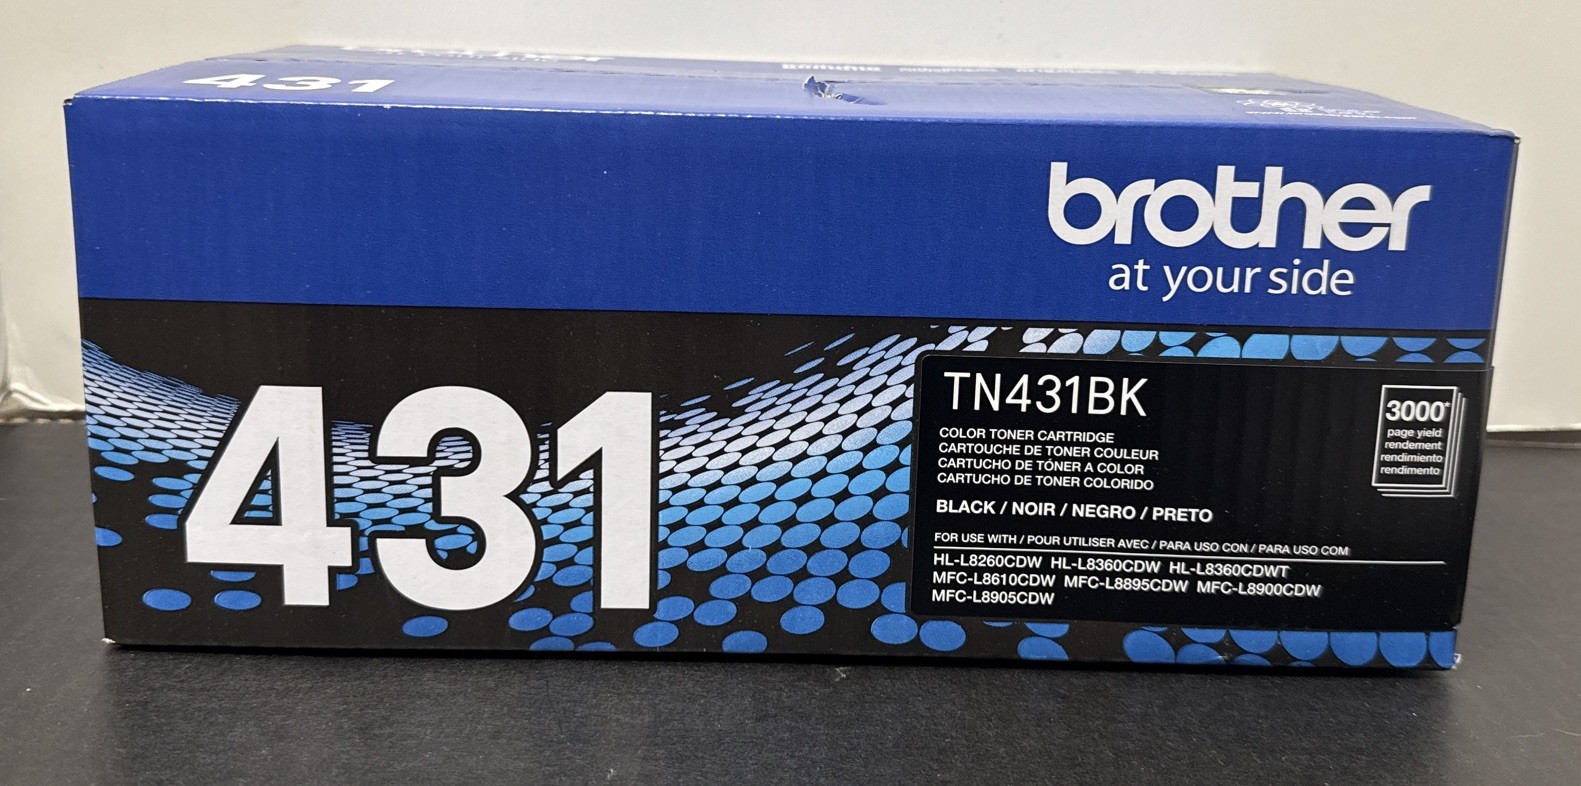 431
brother
at your side
431
TN431BK
COLOR TONER CARTRIDGE
CARTOUCHE DE TONER COULEUR
CARTUCHO DE TÓNER A COLOR
CARTUCHO DE TONER COLORIDO
BLACK / NOIR / NEGRO / PRETO
FOR USE WITH / POUR UTILISER AVEC / PARA USO CON / PARA USO COM
HL-L8260CDW HL-L8360CDW HL-L8360CDWT
MFC-L8610CDW MFC-L8895CDW MFC-L8900CDW
MFC-L8905CDW
3000*
page yield
rendement
rendimiento
rendimento